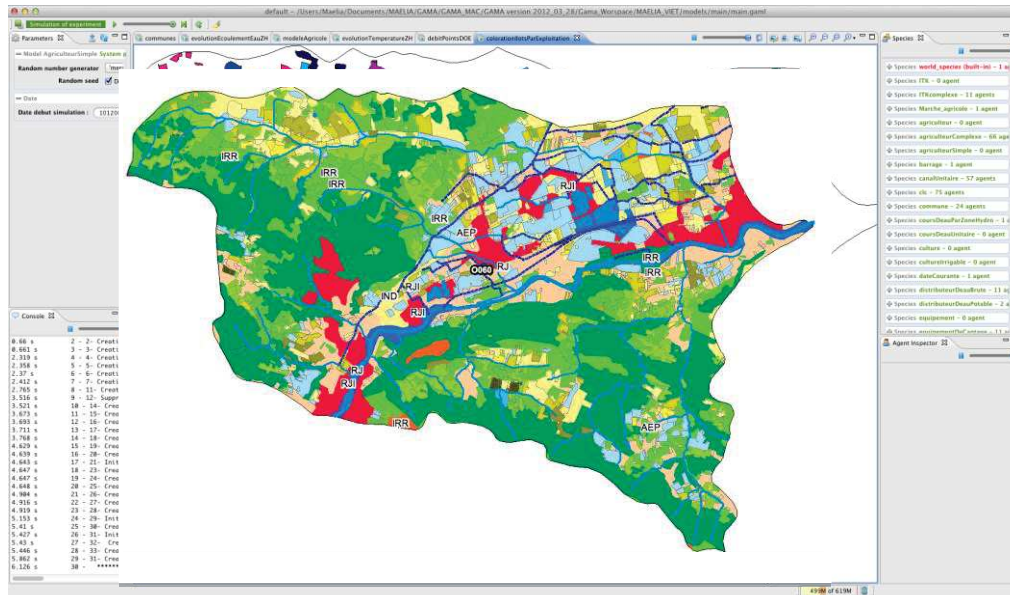 default - /Users/Maelia/Documents/MAELIA/GAMA/GAMA_MAC/GAMA version 2012_03_28/Gama_Worspace/MAELIA_VIET/models/main/main.gaml
Simulation of experiment
Parameters
communes
evolutionEcoulementEauZH
modeleAgricole
evolutionTemperatureZH
debitPointsDOE
colorationIlotsParExploitation
Species
Model AgriculteurSimple System p
Random number generator
Random seed
Date
Date debut simulation :
Species world_species (built-in) - 1 a
Species ITK - 0 agent
Species ITKcomplexe - 11 agents
Species Marche_agricole - 1 agent
Species agriculteur - 0 agent
Species agriculteurComplexe - 66 age
Species agriculteurSimple - 0 agent
Species barrage - 1 agent
Species canalUnitaire - 57 agents
Species clc - 75 agents
Species commune - 24 agents
Species coursDeauParZoneHydro - 1 a
Species coursDeauUnitaire - 0 agent
Species culture - 0 agent
Species cultureIrrigable - 0 agent
Species dateCourante - 1 agent
Species distributeurDeauBrute - 11 ag
Species distributeurDeauPotable - 2 a
Species equipement - 0 agent
Species equipementDeCaptage - 11 ag
Agent Inspector
IRR
IRR
IRR
RJI
IRR
AEP
IRR
RJ
O060
IRR
RJI
IND
RJI
RJ
RJI
IRR
AEP
Console
0.66 s 2 - 2- Creati
0.661 s 3 - 3- Creati
2.319 s 4 - 4- Creati
2.358 s 5 - 5- Creati
2.37 s 6 - 6- Creati
2.412 s 7 - 7- Creati
2.765 s 8 - 11- Creat
3.516 s 9 - 12- Suppr
3.521 s 10 - 14- Crea
3.673 s 11 - 15- Crea
3.693 s 12 - 16- Crea
3.711 s 13 - 17- Crea
3.768 s 14 - 18- Crea
4.629 s 15 - 19- Crea
4.639 s 16 - 20- Crea
4.643 s 17 - 21- Init
4.647 s 18 - 23- Crea
4.647 s 19 - 24- Crea
4.648 s 20 - 25- Crea
4.904 s 21 - 26- Crea
4.916 s 22 - 27- Crea
4.919 s 23 - 28- Crea
5.153 s 24 - 29- Init
5.41 s 25 - 30- Crea
5.427 s 26 - 31- Init
5.43 s 27 - 32- Cre
5.446 s 28 - 33- Crea
5.862 s 29 - 31- Crea
6.126 s 30 - ******
499M of 619M